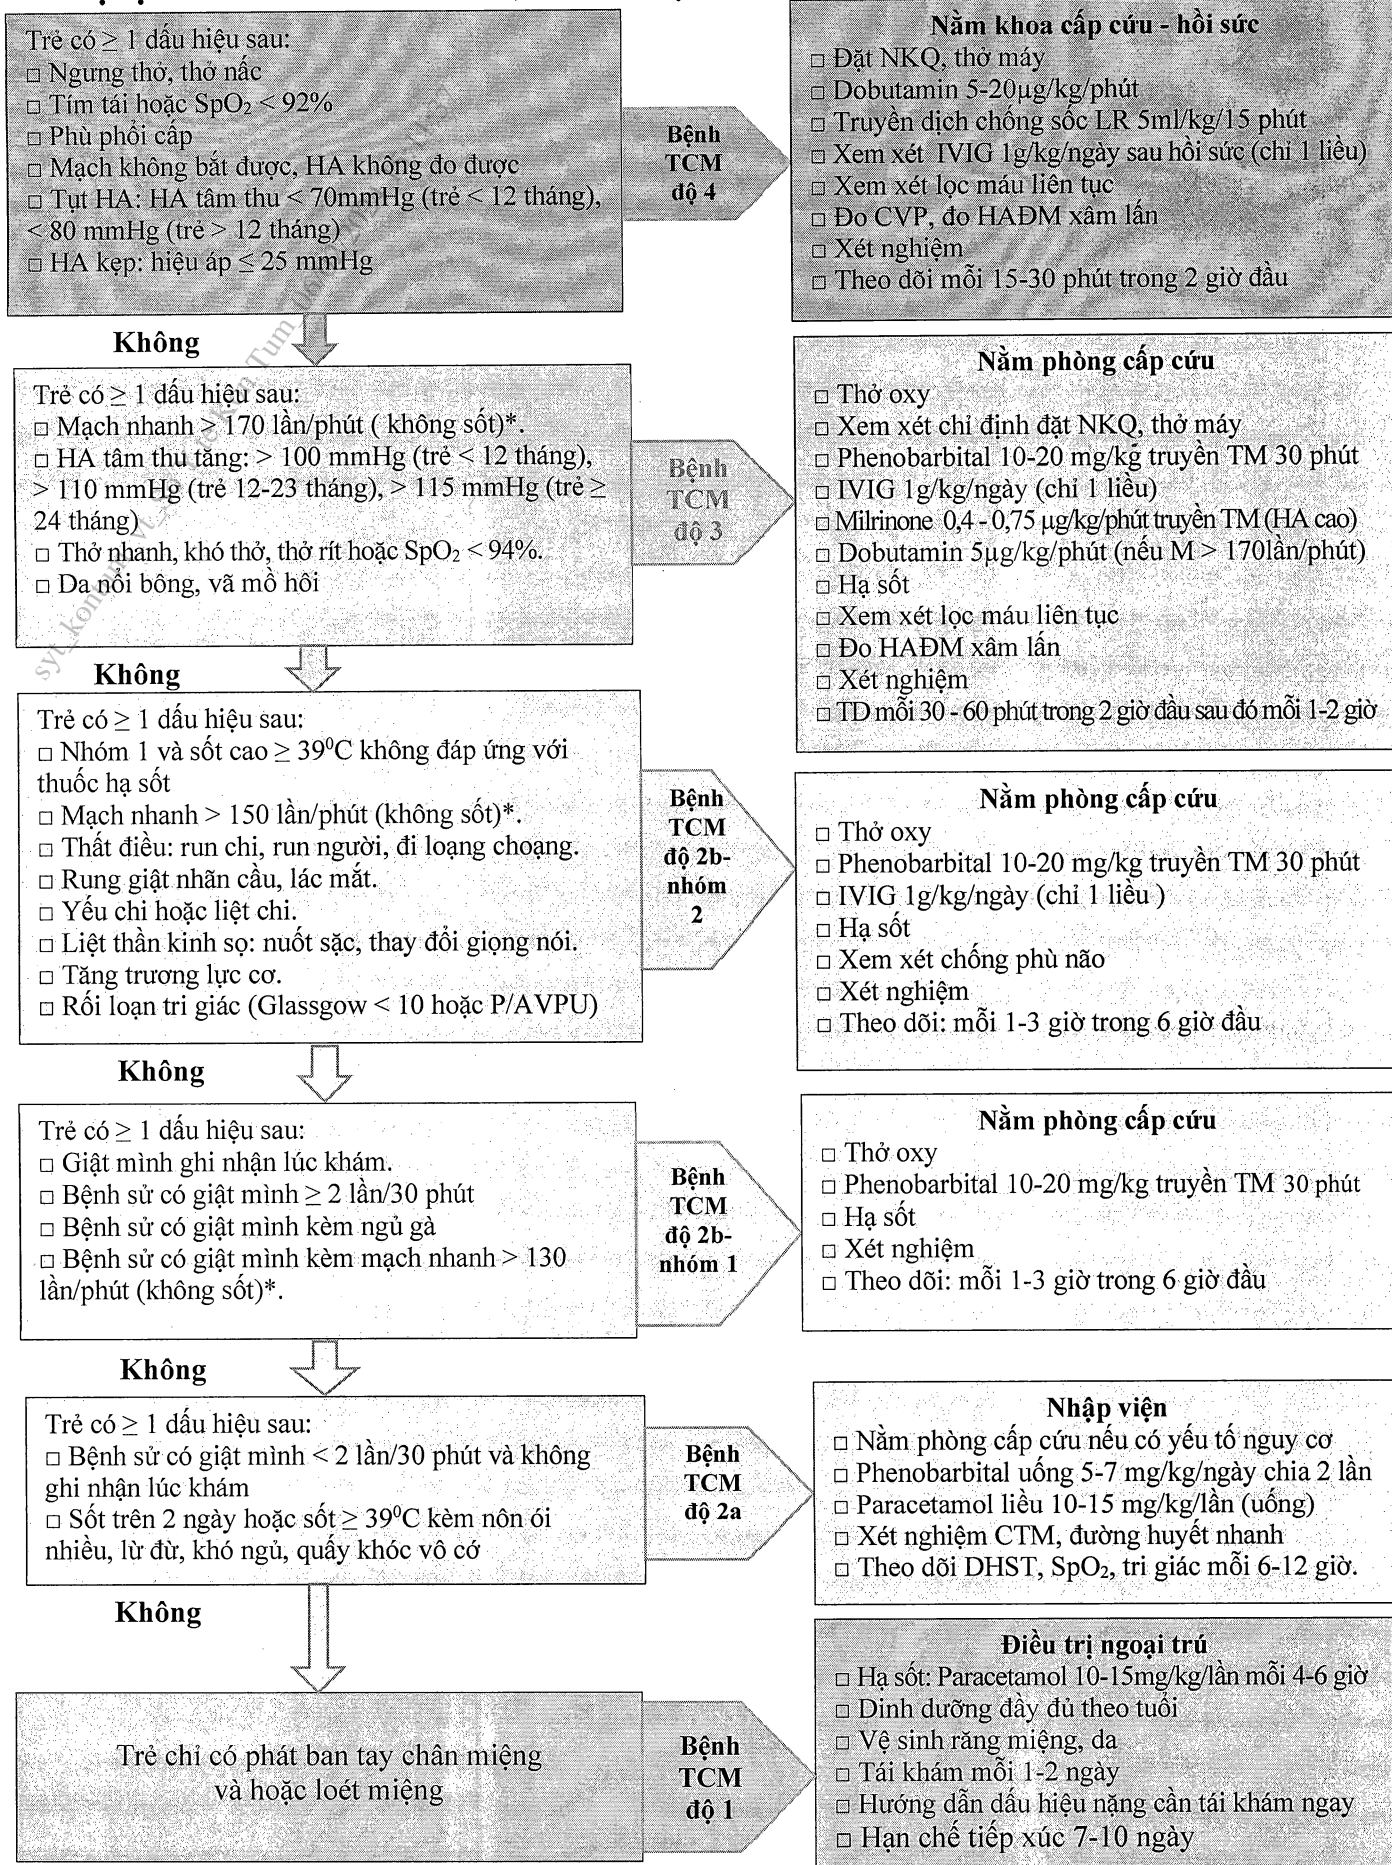 Trẻ có ≥ 1 dấu hiệu sau:
□ Ngưng thở, thở nấc
□ Tím tái hoặc SpO₂ < 92%
□ Phù phổi cấp
□ Mạch không bắt được, HA không đo được
□ Tụt HA: HA tâm thu < 70mmHg (trẻ < 12 tháng),
< 80 mmHg (trẻ > 12 tháng)
□ HA kẹp: hiệu áp ≤ 25 mmHg
Bệnh
TCM
độ 4
Nằm khoa cấp cứu - hồi sức
□ Đặt NKQ, thở máy
□ Dobutamin 5-20µg/kg/phút
□ Truyền dịch chống sốc LR 5ml/kg/15 phút
□ Xem xét IVIG 1g/kg/ngày sau hồi sức (chỉ 1 liều)
□ Xem xét lọc máu liên tục
□ Đo CVP, đo HAĐM xâm lấn
□ Xét nghiệm
□ Theo dõi mỗi 15-30 phút trong 2 giờ đầu
Không
Trẻ có ≥ 1 dấu hiệu sau:
□ Mạch nhanh > 170 lần/phút ( không sốt)*.
□ HA tâm thu tăng: > 100 mmHg (trẻ < 12 tháng),
> 110 mmHg (trẻ 12-23 tháng), > 115 mmHg (trẻ ≥
24 tháng)
□ Thở nhanh, khó thở, thở rít hoặc SpO₂ < 94%.
□ Da nổi bông, vã mồ hôi
Bệnh
TCM
độ 3
Nằm phòng cấp cứu
□ Thở oxy
□ Xem xét chỉ định đặt NKQ, thở máy
□ Phenobarbital 10-20 mg/kg truyền TM 30 phút
□ IVIG 1g/kg/ngày (chỉ 1 liều)
□ Milrinone 0,4 - 0,75 µg/kg/phút truyền TM (HA cao)
□ Dobutamin 5µg/kg/phút (nếu M > 170lần/phút)
□ Hạ sốt
□ Xem xét lọc máu liên tục
□ Đo HAĐM xâm lấn
□ Xét nghiệm
□ TD mỗi 30 - 60 phút trong 2 giờ đầu sau đó mỗi 1-2 giờ
Không
Trẻ có ≥ 1 dấu hiệu sau:
□ Nhóm 1 và sốt cao ≥ 39⁰C không đáp ứng với
thuốc hạ sốt
□ Mạch nhanh > 150 lần/phút (không sốt)*.
□ Thất điều: run chi, run người, đi loạng choạng.
□ Rung giật nhãn cầu, lác mắt.
□ Yếu chi hoặc liệt chi.
□ Liệt thần kinh sọ: nuốt sặc, thay đổi giọng nói.
□ Tăng trương lực cơ.
□ Rối loạn tri giác (Glassgow < 10 hoặc P/AVPU)
Bệnh
TCM
độ 2b-
nhóm
2
Nằm phòng cấp cứu
□ Thở oxy
□ Phenobarbital 10-20 mg/kg truyền TM 30 phút
□ IVIG 1g/kg/ngày (chỉ 1 liều )
□ Hạ sốt
□ Xem xét chống phù não
□ Xét nghiệm
□ Theo dõi: mỗi 1-3 giờ trong 6 giờ đầu
Không
Trẻ có ≥ 1 dấu hiệu sau:
□ Giật mình ghi nhận lúc khám.
□ Bệnh sử có giật mình ≥ 2 lần/30 phút
□ Bệnh sử có giật mình kèm ngủ gà
□ Bệnh sử có giật mình kèm mạch nhanh > 130
lần/phút (không sốt)*.
Bệnh
TCM
độ 2b-
nhóm 1
Nằm phòng cấp cứu
□ Thở oxy
□ Phenobarbital 10-20 mg/kg truyền TM 30 phút
□ Hạ sốt
□ Xét nghiệm
□ Theo dõi: mỗi 1-3 giờ trong 6 giờ đầu
Không
Trẻ có ≥ 1 dấu hiệu sau:
□ Bệnh sử có giật mình < 2 lần/30 phút và không
ghi nhận lúc khám
□ Sốt trên 2 ngày hoặc sốt ≥ 39⁰C kèm nôn ói
nhiều, lừ đừ, khó ngủ, quấy khóc vô cớ
Bệnh
TCM
độ 2a
Nhập viện
□ Nằm phòng cấp cứu nếu có yếu tố nguy cơ
□ Phenobarbital uống 5-7 mg/kg/ngày chia 2 lần
□ Paracetamol liều 10-15 mg/kg/lần (uống)
□ Xét nghiệm CTM, đường huyết nhanh
□ Theo dõi DHST, SpO₂, tri giác mỗi 6-12 giờ.
Không
Trẻ chỉ có phát ban tay chân miệng
và hoặc loét miệng
Bệnh
TCM
độ 1
Điều trị ngoại trú
□ Hạ sốt: Paracetamol 10-15mg/kg/lần mỗi 4-6 giờ
□ Dinh dưỡng đầy đủ theo tuổi
□ Vệ sinh răng miệng, da
□ Tái khám mỗi 1-2 ngày
□ Hướng dẫn dấu hiệu nặng cần tái khám ngay
□ Hạn chế tiếp xúc 7-10 ngày